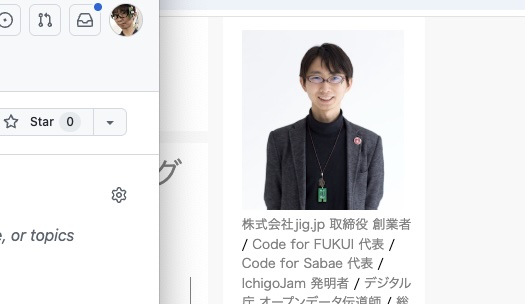 Star 0
e, or topics
グ
株式会社jig.jp 取締役 創業者
/ Code for FUKUI 代表 /
Code for Sabae 代表 /
IchigoJam 発明者 / デジタル
庁 オープンデータ伝道師 / 総